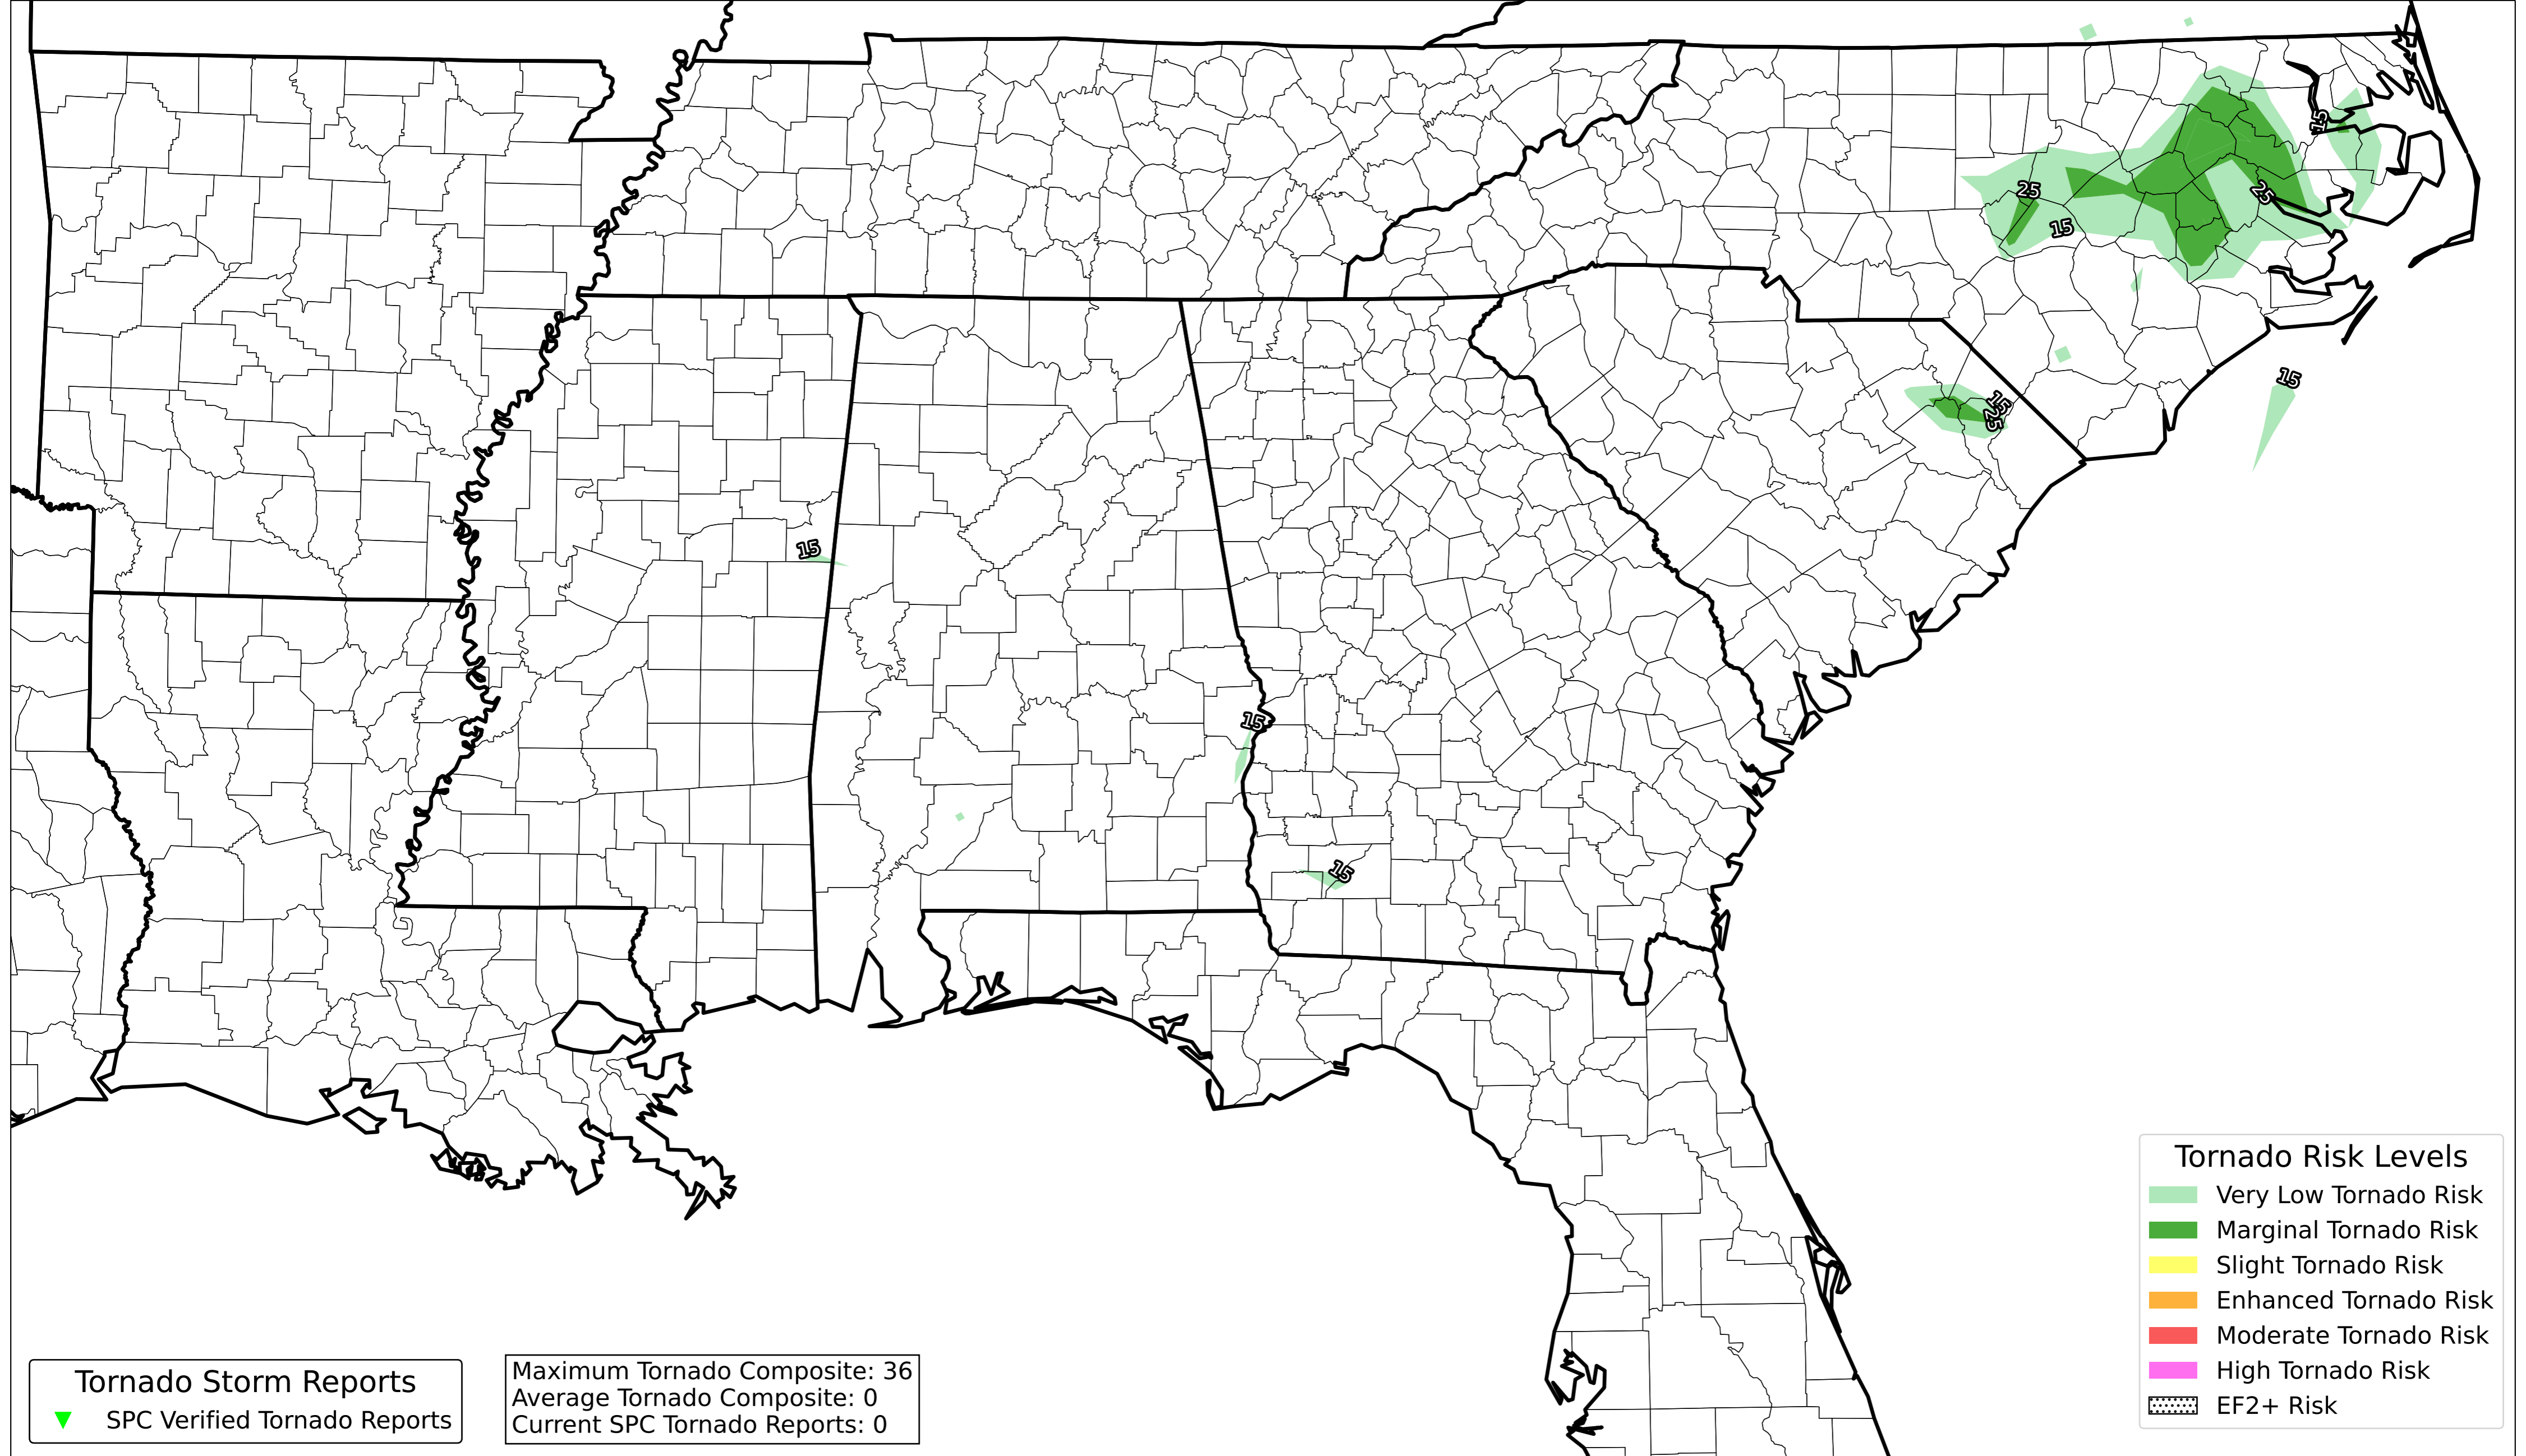 15
25
25
15
15
15
25
15
15
15
Tornado Risk Levels
Very Low Tornado Risk
Marginal Tornado Risk
Slight Tornado Risk
Enhanced Tornado Risk
Moderate Tornado Risk
High Tornado Risk
EF2+ Risk
Tornado Storm Reports
SPC Verified Tornado Reports
Maximum Tornado Composite: 36
Average Tornado Composite: 0
Current SPC Tornado Reports: 0